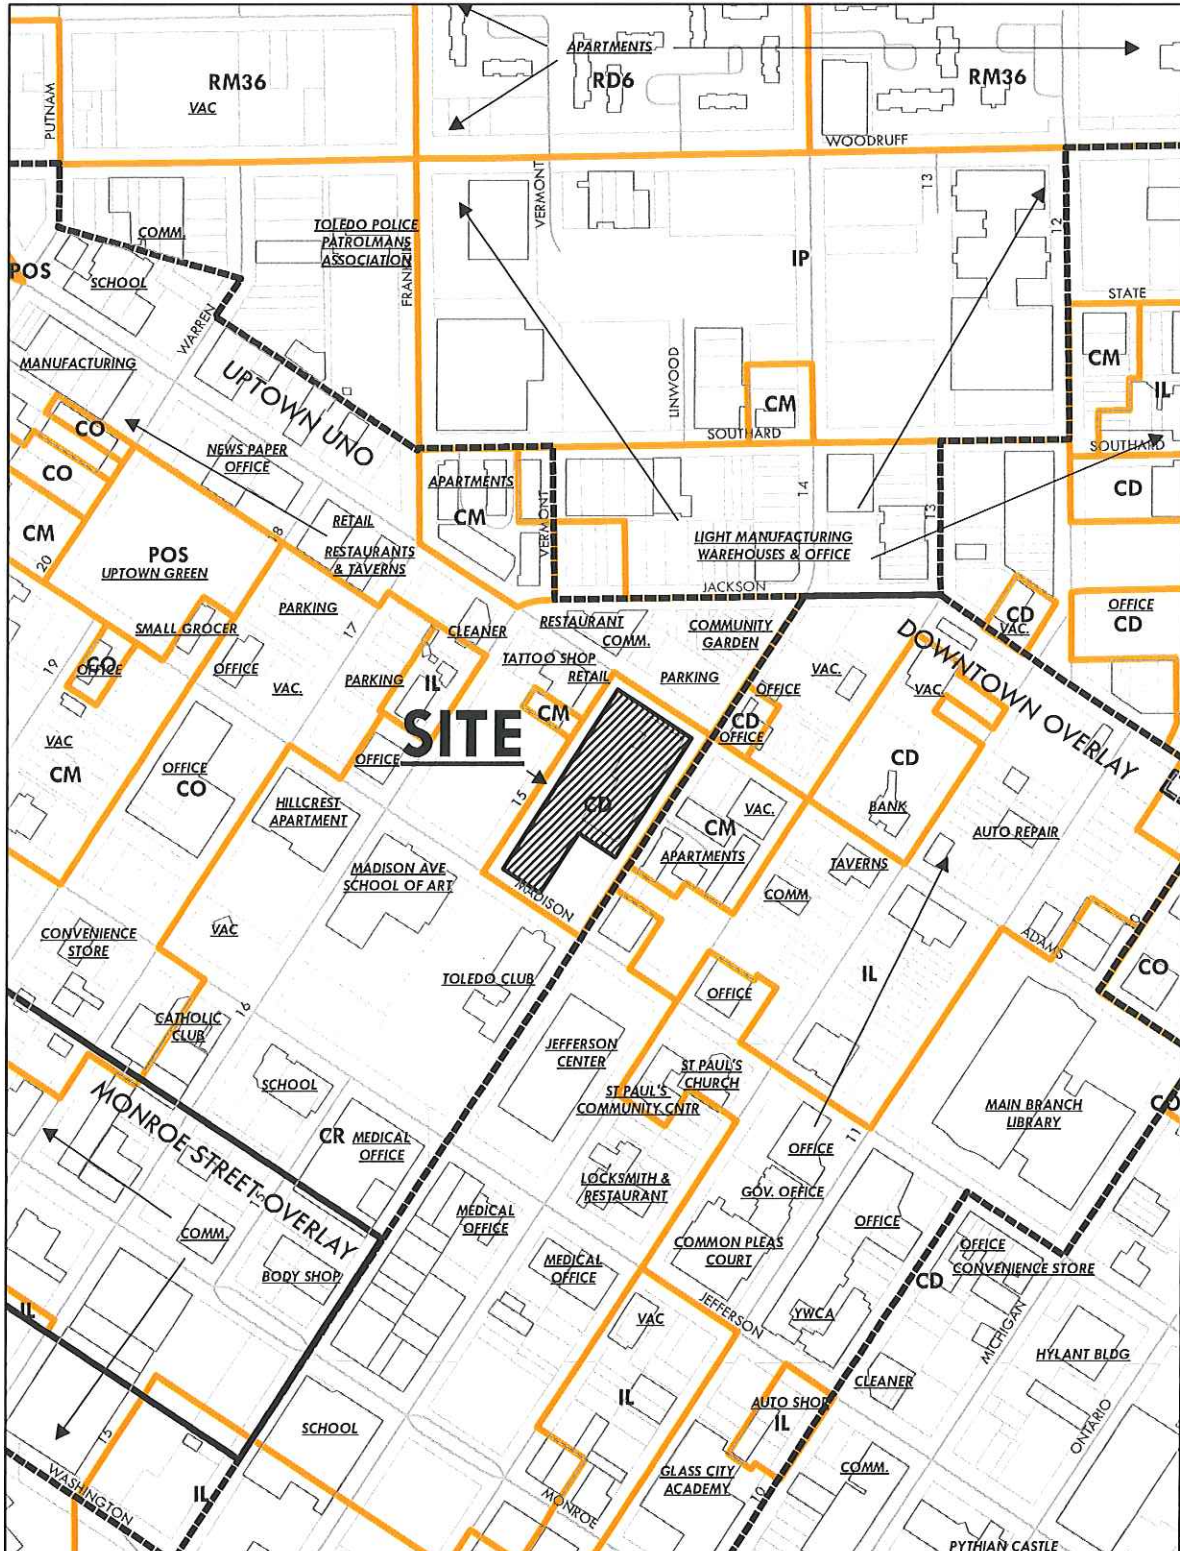 APARTMENTS
RM36
VAC
RD6
RM36
PUTNAM
WOODRUFF
VERMONT
13
12
COMM.
TOLEDO POLICE
PATROLMANS
ASSOCIATION
FRANKLIN
IP
POS
SCHOOL
WARREN
STATE
MANUFACTURING
UPTOWN UNO
LINWOOD
CM
IL
CM
CO
SOUTHARD
SOUTHARD
NEWS PAPER
OFFICE
CO
APARTMENTS
CM
CD
CM
18
RETAIL
VERMONT
14
13
20
POS
UPTOWN GREEN
RESTAURANTS
& TAVERNS
LIGHT MANUFACTURING
WAREHOUSES & OFFICE
JACKSON
PARKING
SMALL GROCER
17
CLEANER
RESTAURANT
COMM.
COMMUNITY
GARDEN
CD
VAC.
OFFICE
CD
DOWNTOWN OVERLAY
19
CO
OFFICE
OFFICE
VAC.
PARKING
IL
TATTOO SHOP
RETAIL
PARKING
OFFICE
VAC.
VAC.
CM
SITE
CD
OFFICE
VAC
CM
OFFICE
CO
OFFICE
15
CD
CD
BANK
HILLCREST
APARTMENT
VAC.
CM
APARTMENTS
AUTO REPAIR
TAVERNS
MADISON AVE
SCHOOL OF ART
MADISON
COMM.
VAC
CONVENIENCE
STORE
ADAMS
10
CO
TOLEDO CLUB
IL
OFFICE
16
CATHOLIC
CLUB
JEFFERSON
CENTER
SCHOOL
ST PAUL'S
CHURCH
ST PAUL'S
COMMUNITY CNTR
MAIN BRANCH
LIBRARY
CO
MONROE STREET OVERLAY
15
CR
MEDICAL
OFFICE
11
OFFICE
LOCKSMITH &
RESTAURANT
GOV. OFFICE
COMM.
MEDICAL
OFFICE
OFFICE
COMMON PLEAS
COURT
OFFICE
CONVENIENCE STORE
BODY SHOP
MEDICAL
OFFICE
CD
IL
JEFFERSON
VAC
YWCA
MICHIGAN
HYLANT BLDG
CLEANER
IL
AUTO SHOP
IL
ONTARIO
SCHOOL
15
GLASS CITY
ACADEMY
COMM.
WASHINGTON
IL
MONROE
10
PYTHIAN CASTLE